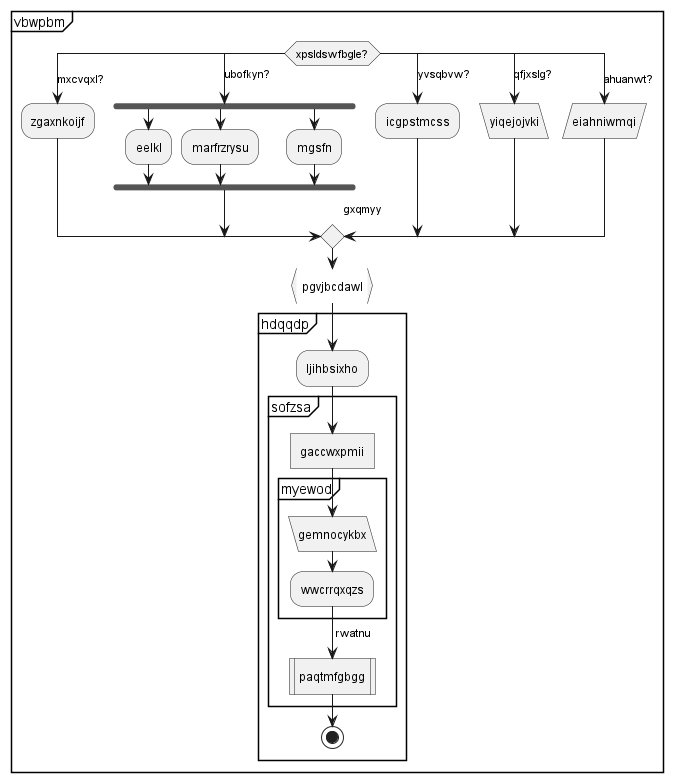 vbwpbm
xpsldswfbgle?
mxcvqxl?
ubofkyn?
yvsqbvw?
qfjxslg?
ahuanwt?
zgaxnkoijf
eelkl
marfrzrysu
mgsfn
icgpstmcss
yiqejojvki
eiahniwmqi
gxqmyy
pgvjbcdawl
hdqqdp
ljihbsixho
sofzsa
gaccwxpmii
myewod
gemnocykbx
wwcrrqxqzs
rwatnu
paqtmfgbgg